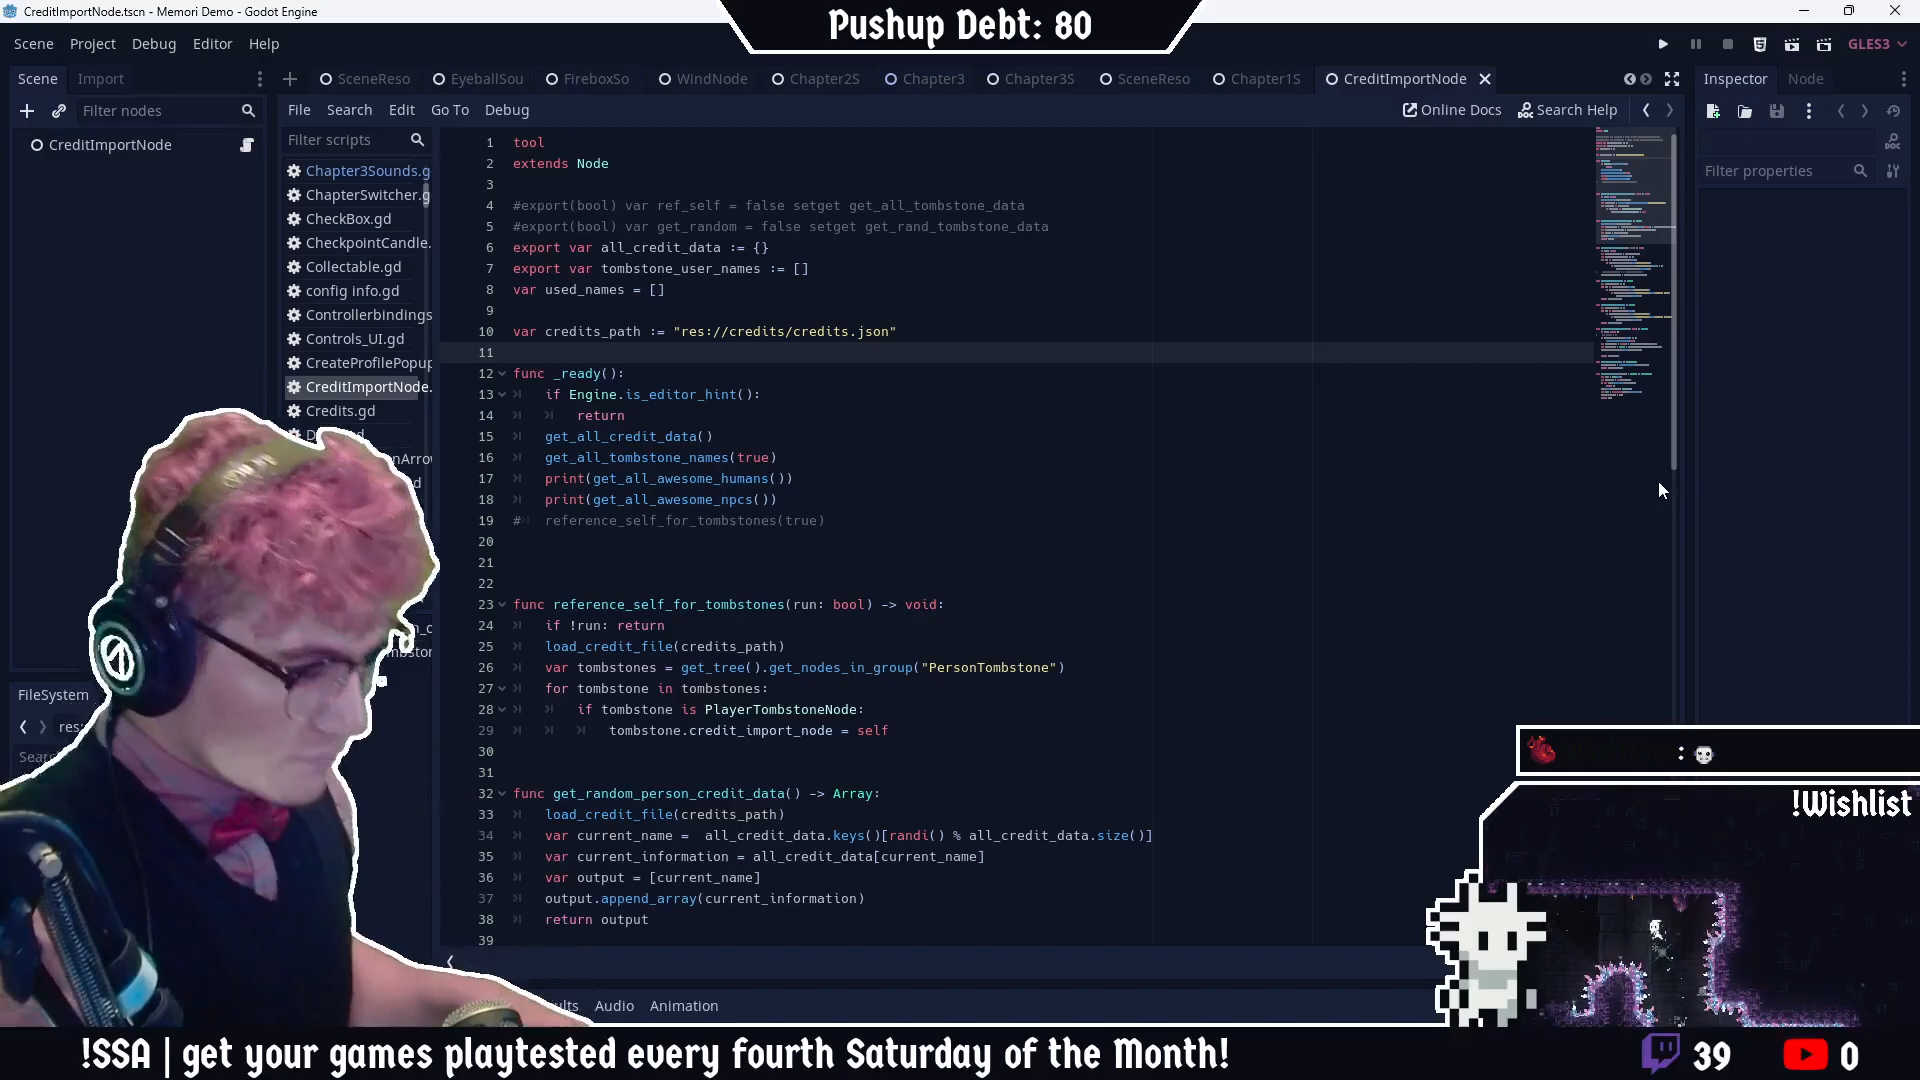 CreditImportNode.tscn - Memori Demo - Godot Engine
Pushup Debt: 80
Scene Project Debug Editor Help
GLES3
Scene Import
SceneReso EyeballSou FireboxSo WindNode Chapter2S Chapter3 Chapter3S SceneReso Chapter1S CreditImportNode
Inspector Node
Filter nodes
File Search Edit Go To Debug
Online Docs Search Help
CreditImportNode
Filter scripts
Filter properties
Chapter3Sounds.g
ChapterSwitcher.g
CheckBox.gd
CheckpointCandle.
Collectable.gd
config info.gd
Controllerbindings
Controls_UI.gd
CreateProfilePopup
CreditImportNode.
Credits.gd
1 tool
2 extends Node
3
4 #export(bool) var ref_self = false setget get_all_tombstone_data
5 #export(bool) var get_random = false setget get_rand_tombstone_data
6 export var all_credit_data := {}
7 export var tombstone_user_names := []
8 var used_names = []
9
10 var credits_path := "res://credits/credits.json"
11
12 func _ready():
13 if Engine.is_editor_hint():
14 return
15 get_all_credit_data()
16 get_all_tombstone_names(true)
17 print(get_all_awesome_humans())
18 print(get_all_awesome_npcs())
19 # reference_self_for_tombstones(true)
20
21
22
23 func reference_self_for_tombstones(run: bool) -> void:
24 if !run: return
25 load_credit_file(credits_path)
26 var tombstones = get_tree().get_nodes_in_group("PersonTombstone")
27 for tombstone in tombstones:
28 if tombstone is PlayerTombstoneNode:
29 tombstone.credit_import_node = self
30
31
32 func get_random_person_credit_data() -> Array:
33 load_credit_file(credits_path)
34 var current_name = all_credit_data.keys()[randi() % all_credit_data.size()]
35 var current_information = all_credit_data[current_name]
36 var output = [current_name]
37 output.append_array(current_information)
38 return output
39
FileSystem
res:
Audio Animation
:
!Wishlist
!SSA | get your games playtested every fourth Saturday of the Month!
39
0